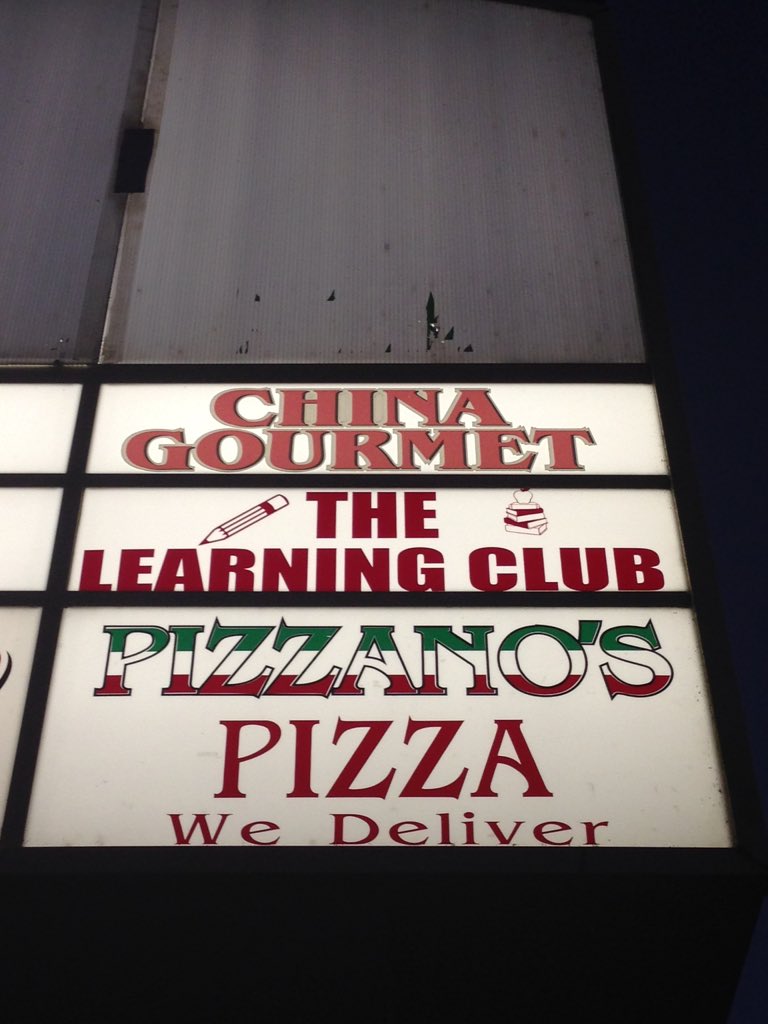 CHINA
GOURMET
THE
LEARNING CLUB
PIZZANO'S
PIZZA
We Deliver